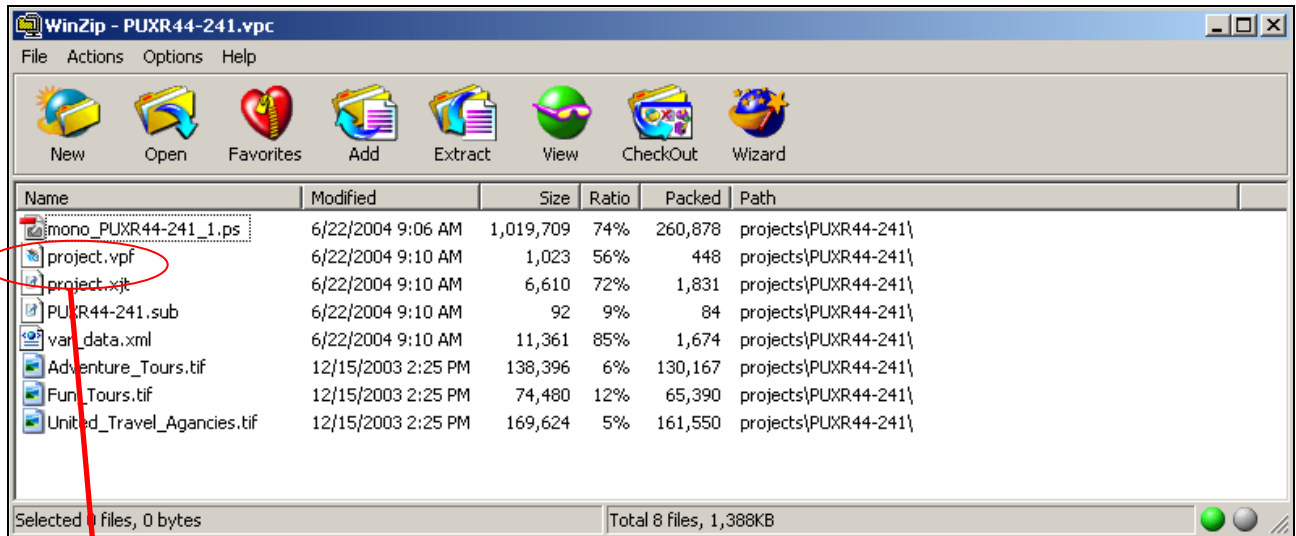 WinZip - PUXR44-241.vpc
File Actions Options Help
New Open Favorites Add Extract View CheckOut Wizard
Name Modified Size Ratio Packed Path
mono_PUXR44-241_1.ps 6/22/2004 9:06 AM 1,019,709 74% 260,878 projects\PUXR44-241\
project.vpf 6/22/2004 9:10 AM 1,023 56% 448 projects\PUXR44-241\
project.xjt 6/22/2004 9:10 AM 6,610 72% 1,831 projects\PUXR44-241\
PUXR44-241.sub 6/22/2004 9:10 AM 92 9% 84 projects\PUXR44-241\
var_data.xml 6/22/2004 9:10 AM 11,361 85% 1,674 projects\PUXR44-241\
Adventure_Tours.tif 12/15/2003 2:25 PM 138,396 6% 130,167 projects\PUXR44-241\
Fun_Tours.tif 12/15/2003 2:25 PM 74,480 12% 65,390 projects\PUXR44-241\
United_Travel_Agancies.tif 12/15/2003 2:25 PM 169,624 5% 161,550 projects\PUXR44-241\
Selected 0 files, 0 bytes Total 8 files, 1,388KB